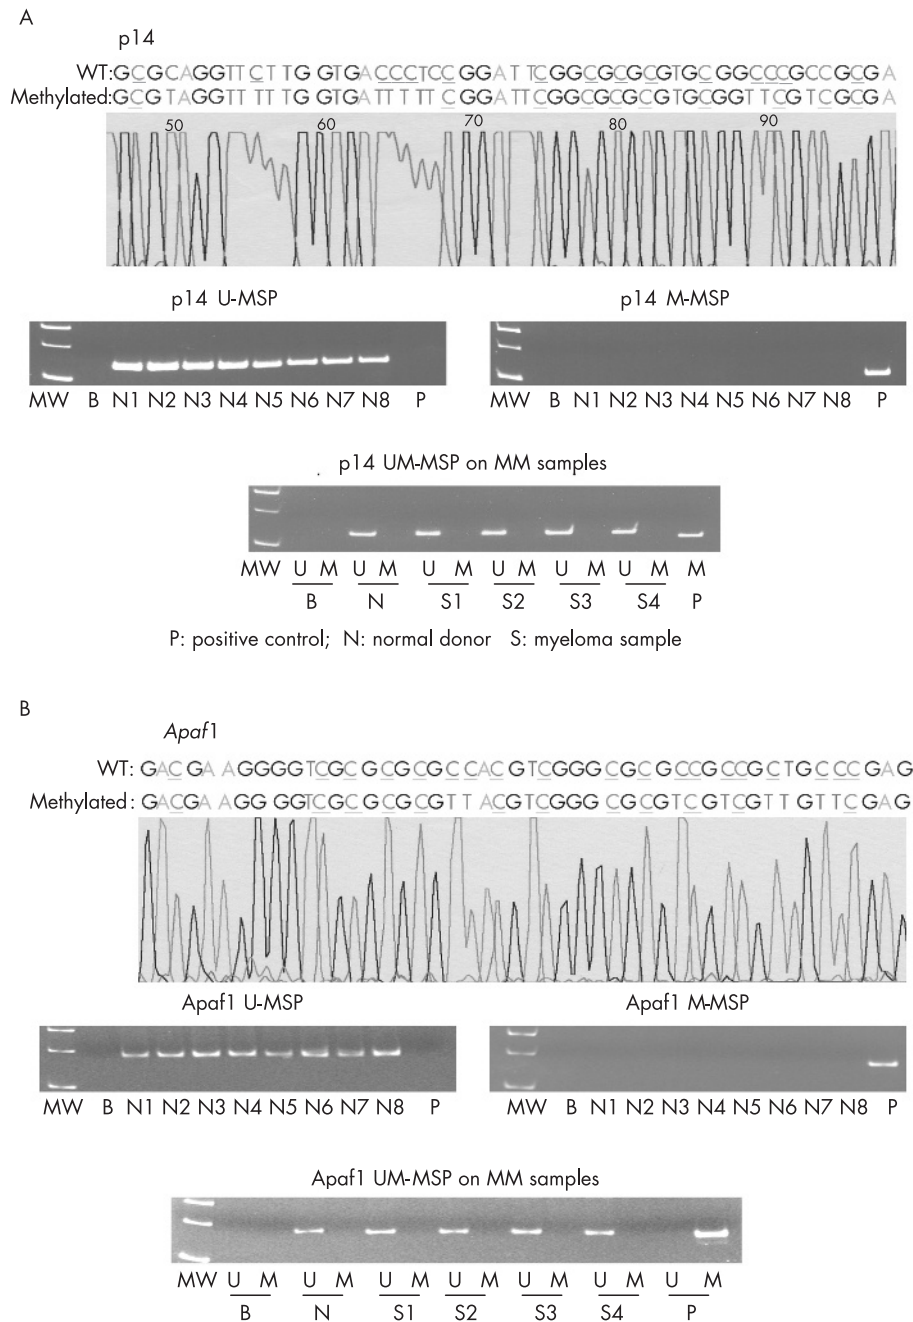 A
p14
WT:GCGCAGGTTCTTGGTGACCCTCCGGATTCGGCGCGCGTGCGGCCCGCCGCGA
Methylated:GCGTAGGTTTTTGGTGATTTTTCGGATTCGGCGCGCGTGCGGTTCGTCGCGA
50 60 70 80 90
p14 U-MSP p14 M-MSP
MW B N1 N2 N3 N4 N5 N6 N7 N8 P MW B N1 N2 N3 N4 N5 N6 N7 N8 P
p14 UM-MSP on MM samples
MW U M U M U M U M U M U M M
B N S1 S2 S3 S4 P
P: positive control; N: normal donor S: myeloma sample
B
Apaf1
WT: GACGAAGGGGTCGCGCGCGCCACGTCGGGCGCGCCGCCGCTGCCCGAG
Methylated: GACGAAGGGGTCGCGCGCGTTACGTCGGGCGCGTCGTCGTTGTTCGAG
Apaf1 U-MSP Apaf1 M-MSP
MW B N1 N2 N3 N4 N5 N6 N7 N8 P MW B N1 N2 N3 N4 N5 N6 N7 N8 P
Apaf1 UM-MSP on MM samples
MW U M U M U M U M U M U M U M
B N S1 S2 S3 S4 P